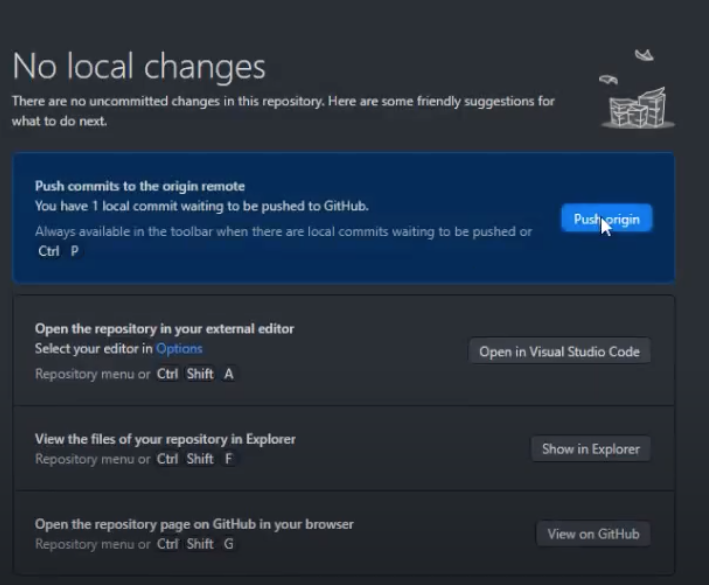 No local changes
There are no uncommitted changes in this repository. Here are some friendly suggestions for
what to do next.
Push commits to the origin remote
You have 1 local commit waiting to be pushed to GitHub.
Always available in the toolbar when there are local commits waiting to be pushed or
Ctrl P
Push origin
Open the repository in your external editor
Select your editor in Options
Repository menu or Ctrl Shift A
Open in Visual Studio Code
View the files of your repository in Explorer
Repository menu or Ctrl Shift F
Show in Explorer
Open the repository page on GitHub in your browser
Repository menu or Ctrl Shift G
View on GitHub